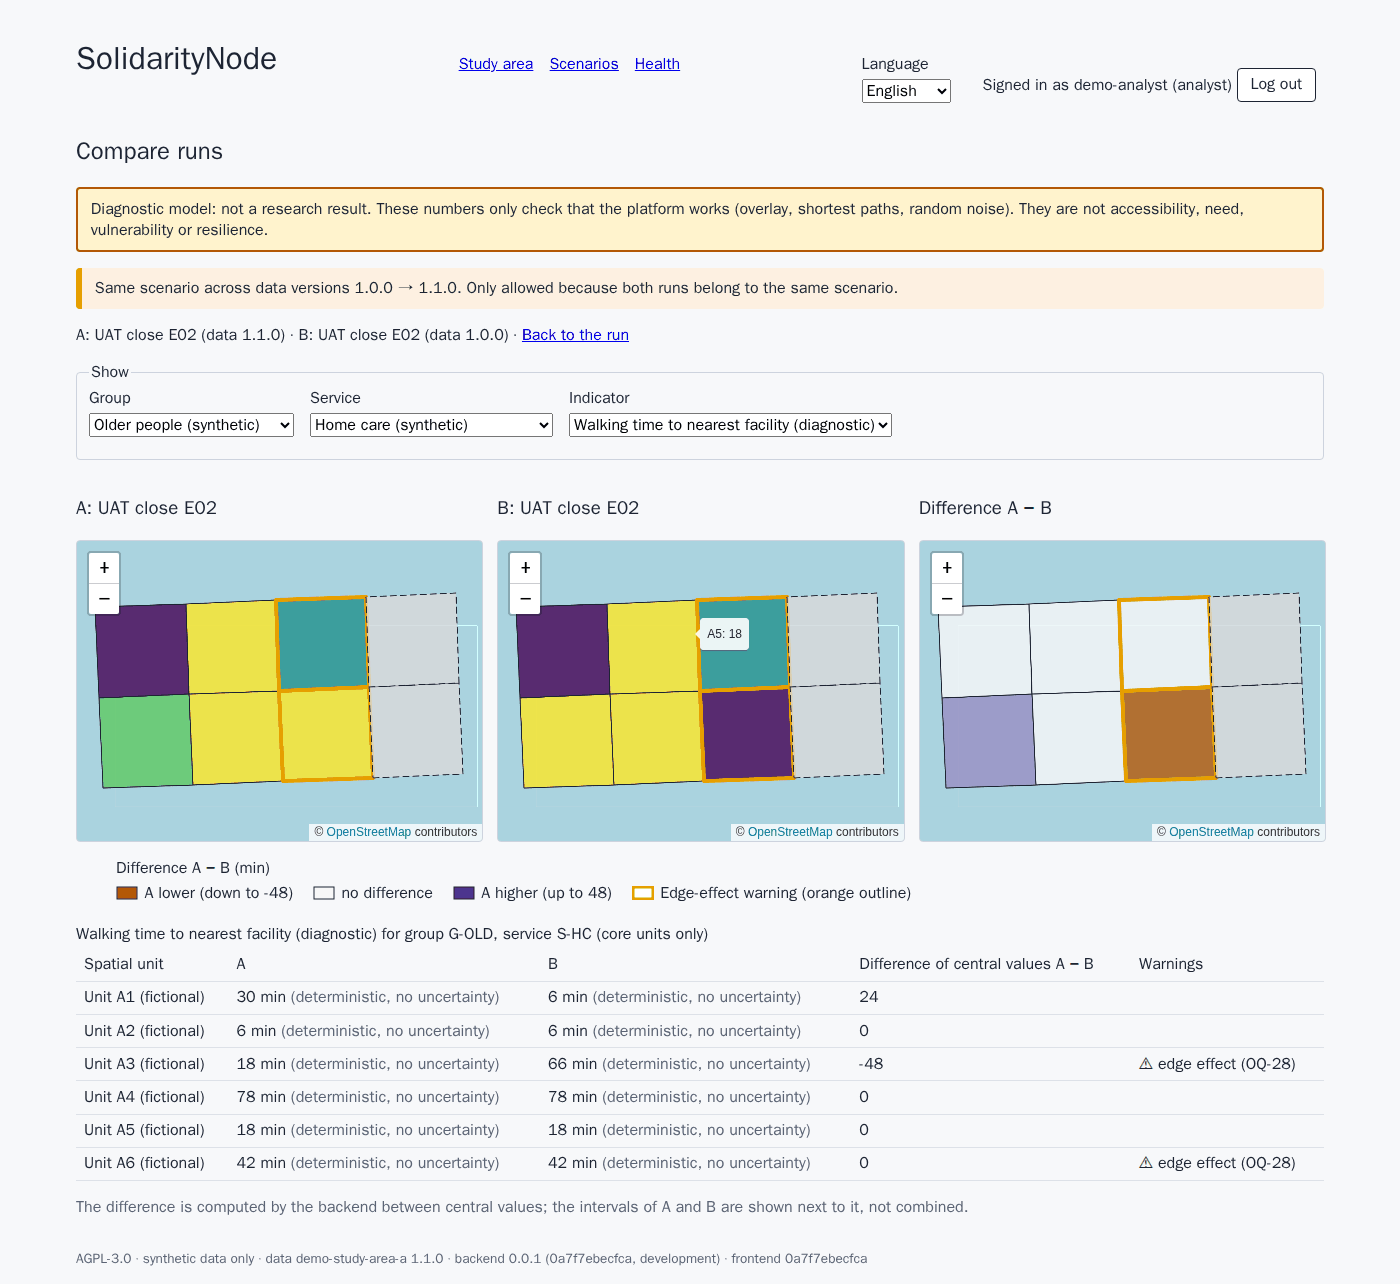 SolidarityNode
Study area Scenarios Health
Language
English
Signed in as demo-analyst (analyst) Log out
Compare runs
Diagnostic model: not a research result. These numbers only check that the platform works (overlay, shortest paths, random noise). They are not accessibility, need,
vulnerability or resilience.
Same scenario across data versions 1.0.0 → 1.1.0. Only allowed because both runs belong to the same scenario.
A: UAT close E02 (data 1.1.0) · B: UAT close E02 (data 1.0.0) · Back to the run
Show
Group Service Indicator
Older people (synthetic) Home care (synthetic) Walking time to nearest facility (diagnostic)
A: UAT close E02 B: UAT close E02 Difference A − B
+ + +
− − −
A5: 18
© OpenStreetMap contributors © OpenStreetMap contributors © OpenStreetMap contributors
Difference A − B (min)
A lower (down to -48) no difference A higher (up to 48) Edge-effect warning (orange outline)
Walking time to nearest facility (diagnostic) for group G-OLD, service S-HC (core units only)
Spatial unit A B Difference of central values A − B Warnings
Unit A1 (fictional) 30 min (deterministic, no uncertainty) 6 min (deterministic, no uncertainty) 24
Unit A2 (fictional) 6 min (deterministic, no uncertainty) 6 min (deterministic, no uncertainty) 0
Unit A3 (fictional) 18 min (deterministic, no uncertainty) 66 min (deterministic, no uncertainty) -48 ⚠ edge effect (OQ-28)
Unit A4 (fictional) 78 min (deterministic, no uncertainty) 78 min (deterministic, no uncertainty) 0
Unit A5 (fictional) 18 min (deterministic, no uncertainty) 18 min (deterministic, no uncertainty) 0
Unit A6 (fictional) 42 min (deterministic, no uncertainty) 42 min (deterministic, no uncertainty) 0 ⚠ edge effect (OQ-28)
The difference is computed by the backend between central values; the intervals of A and B are shown next to it, not combined.
AGPL-3.0 · synthetic data only · data demo-study-area-a 1.1.0 · backend 0.0.1 (0a7f7ebecfca, development) · frontend 0a7f7ebecfca